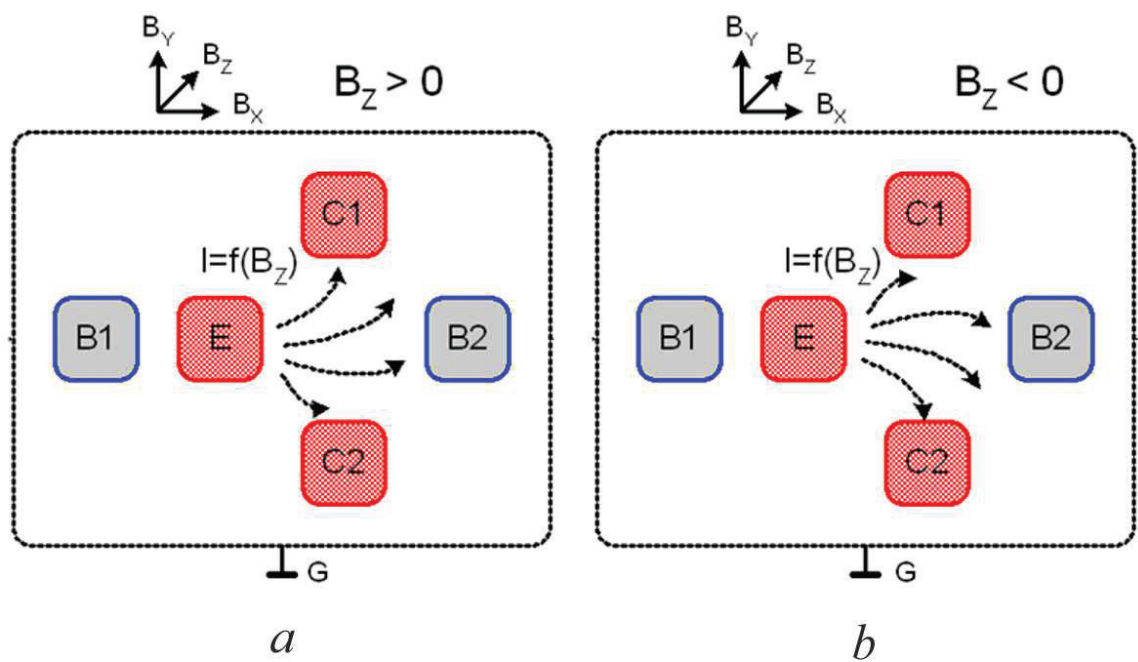 B_Y
B_Z
B_X
B_Z > 0
C1
I=f(B_Z)
B1
E
B2
C2
G
a
B_Y
B_Z
B_X
B_Z < 0
C1
I=f(B_Z)
B1
E
B2
C2
G
b